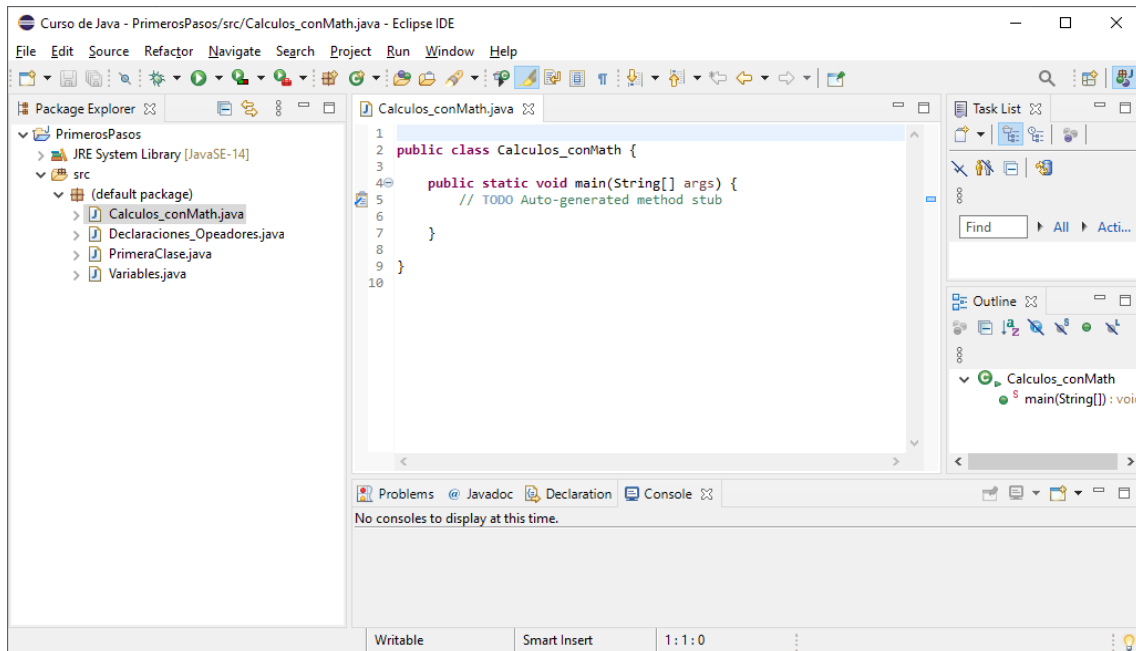 Curso de Java - PrimerosPasos/src/Calculos_conMath.java - Eclipse IDE
File Edit Source Refactor Navigate Search Project Run Window Help
Package Explorer
PrimerosPasos
JRE System Library [JavaSE-14]
src
(default package)
Calculos_conMath.java
Declaraciones_Opeadores.java
PrimeraClase.java
Variables.java
Calculos_conMath.java
1
2 public class Calculos_conMath {
3
4 public static void main(String[] args) {
5 // TODO Auto-generated method stub
6
7 }
8
9 }
10
Task List
Find All Acti...
Outline
Calculos_conMath
main(String[]) : voi
Problems @ Javadoc Declaration Console
No consoles to display at this time.
Writable Smart Insert 1 : 1 : 0